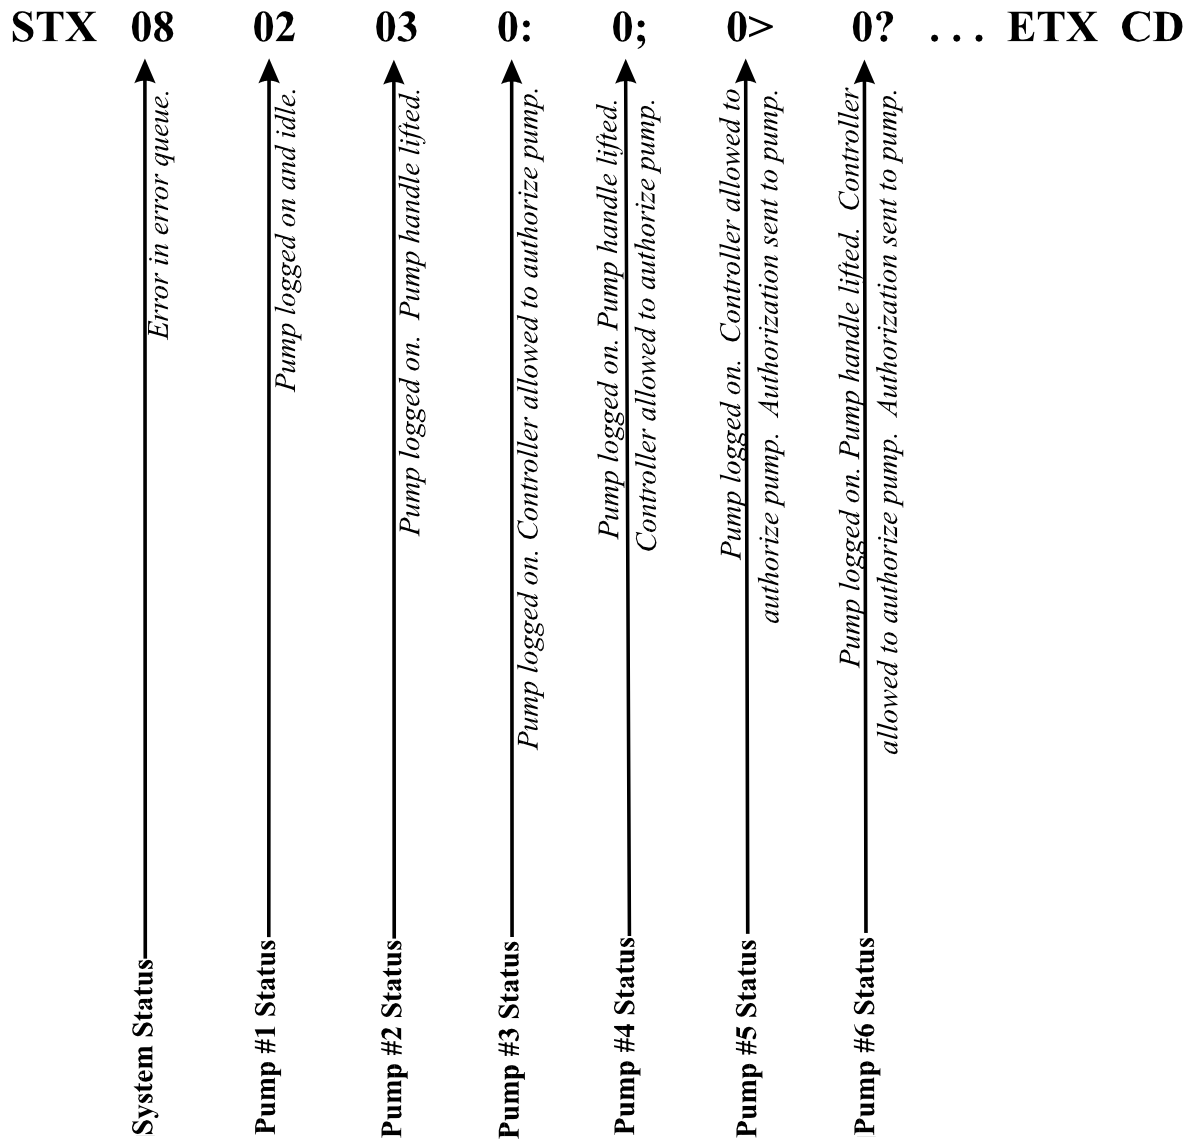 STX 08 02 03 0: 0; 0> 0? . . . ETX CD
Error in error queue.
System Status
Pump logged on and idle.
Pump #1 Status
Pump logged on. Pump handle lifted.
Pump #2 Status
Pump logged on. Controller allowed to authorize pump.
Pump #3 Status
Pump logged on. Pump handle lifted.
Controller allowed to authorize pump.
Pump #4 Status
Pump logged on. Controller allowed to
authorize pump. Authorization sent to pump.
Pump #5 Status
Pump logged on. Pump handle lifted. Controller
allowed to authorize pump. Authorization sent to pump.
Pump #6 Status